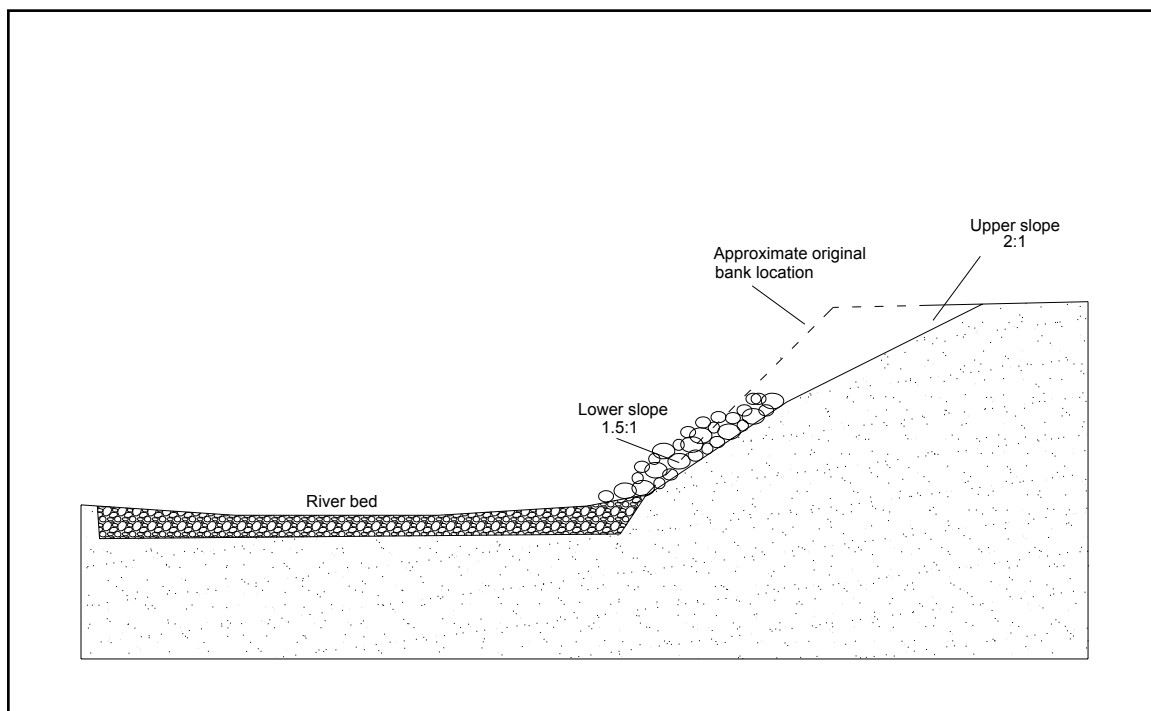 Upper slope
2:1
Approximate original
bank location
Lower slope
1.5:1
River bed